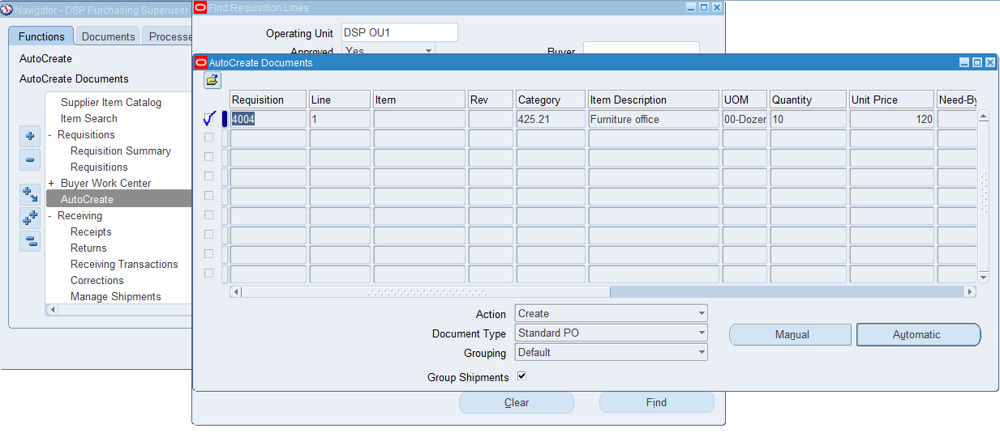 Navigator - DSP Purchasing Superuser
Functions
Documents
Processe
AutoCreate
AutoCreate Documents
Supplier Item Catalog
Item Search
- Requisitions
Requisition Summary
Requisitions
+ Buyer Work Center
AutoCreate
- Receiving
Receipts
Returns
Receiving Transactions
Corrections
Manage Shipments
Find Requisition Lines
Operating Unit DSP OU1
Approved Yes Buyer
AutoCreate Documents
Requisition Line Item Rev Category Item Description UOM Quantity Unit Price Need-By
4004 1 425.21 Furniture office 00-Dozen 10 120
Action Create
Document Type Standard PO
Grouping Default
Group Shipments
Manual
Automatic
Clear
Find